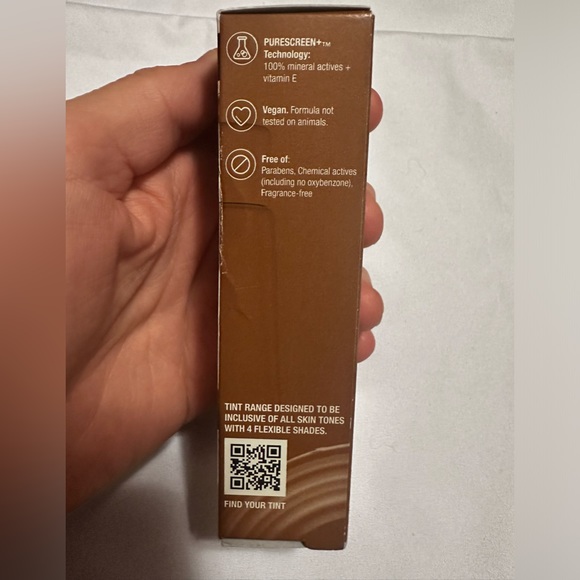 PURESCREEN+™
Technology:
100% mineral actives +
vitamin E
Vegan. Formula not
tested on animals.
Free of:
Parabens, Chemical actives
(including no oxybenzone),
Fragrance-free
TINT RANGE DESIGNED TO BE
INCLUSIVE OF ALL SKIN TONES
WITH 4 FLEXIBLE SHADES.
FIND YOUR TINT